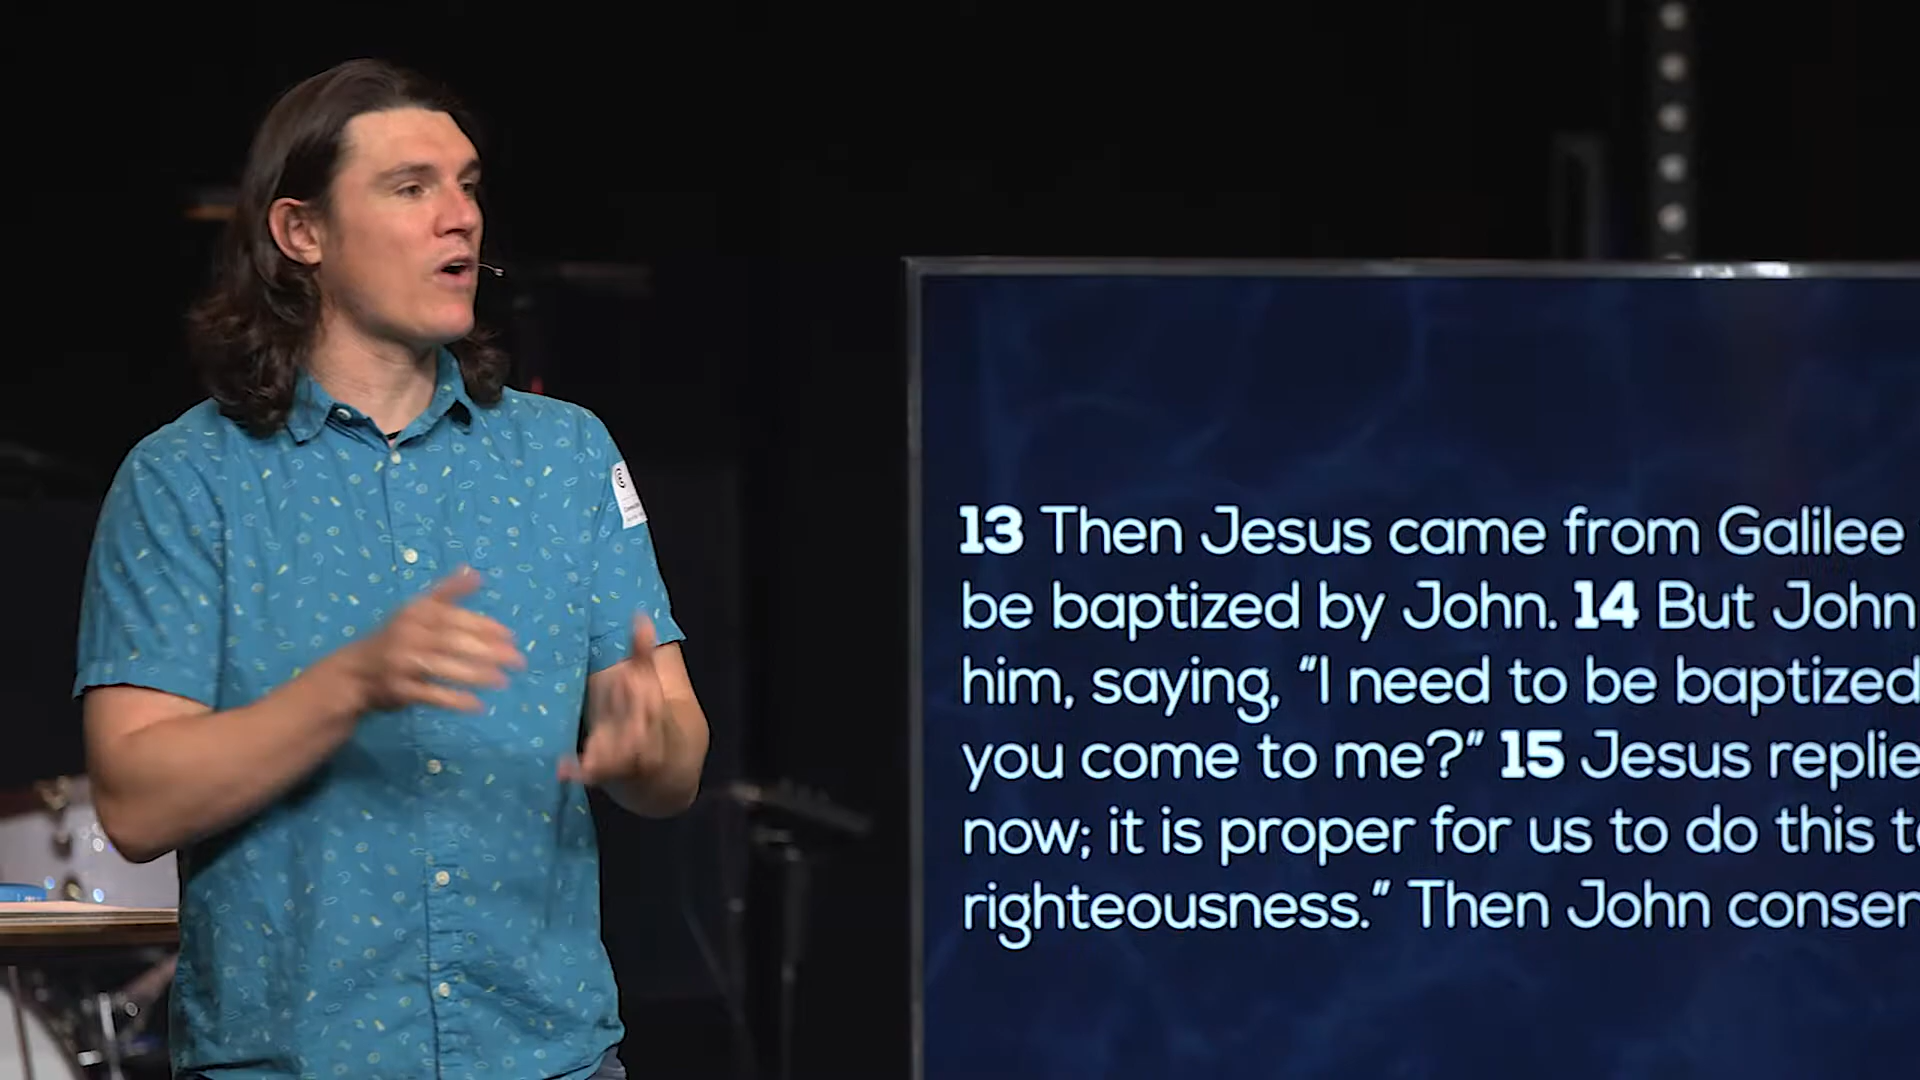 13 Then Jesus came from Galilee
be baptized by John. 14 But John
him, saying, “I need to be baptized
you come to me?” 15 Jesus replie
now; it is proper for us to do this t
righteousness.” Then John consen